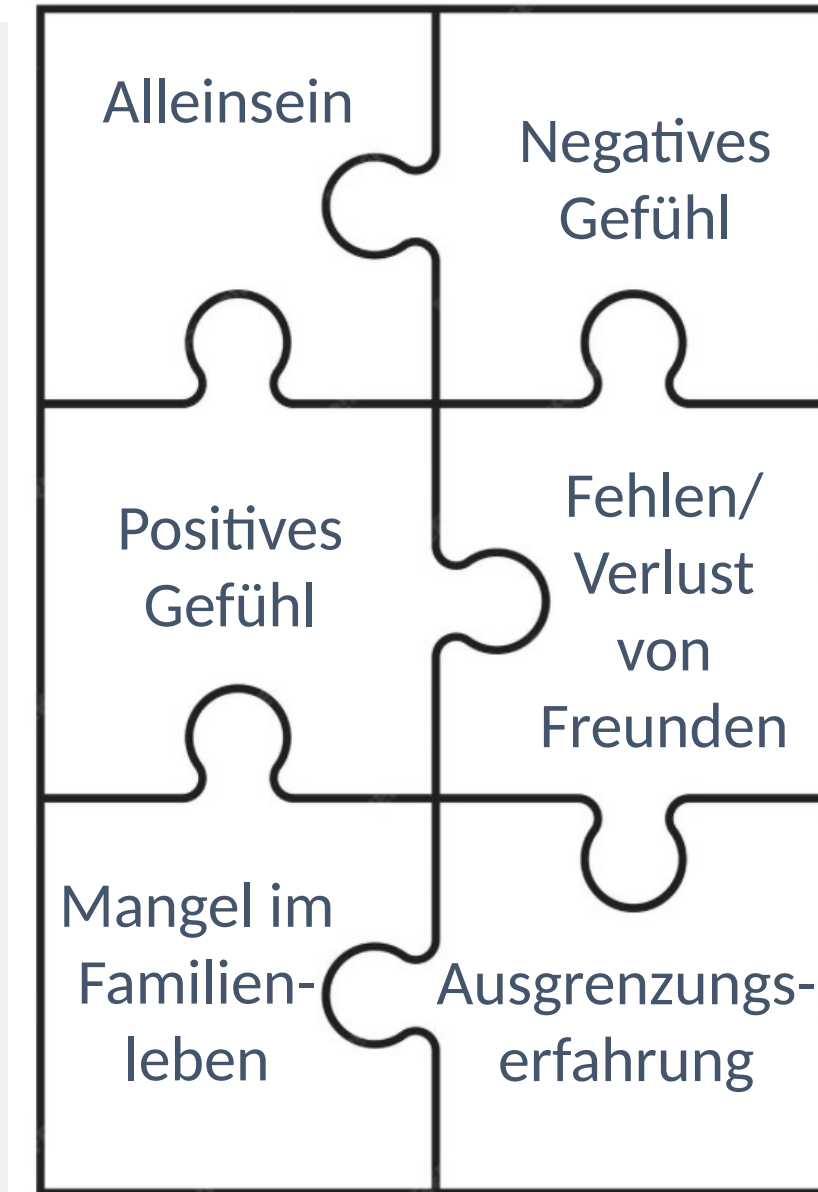 Alleinsein
Negatives
Gefühl
Positives
Gefühl
Fehlen/
Verlust
von
Freunden
Mangel im
Familien-
leben
Ausgrenzungs-
erfahrung